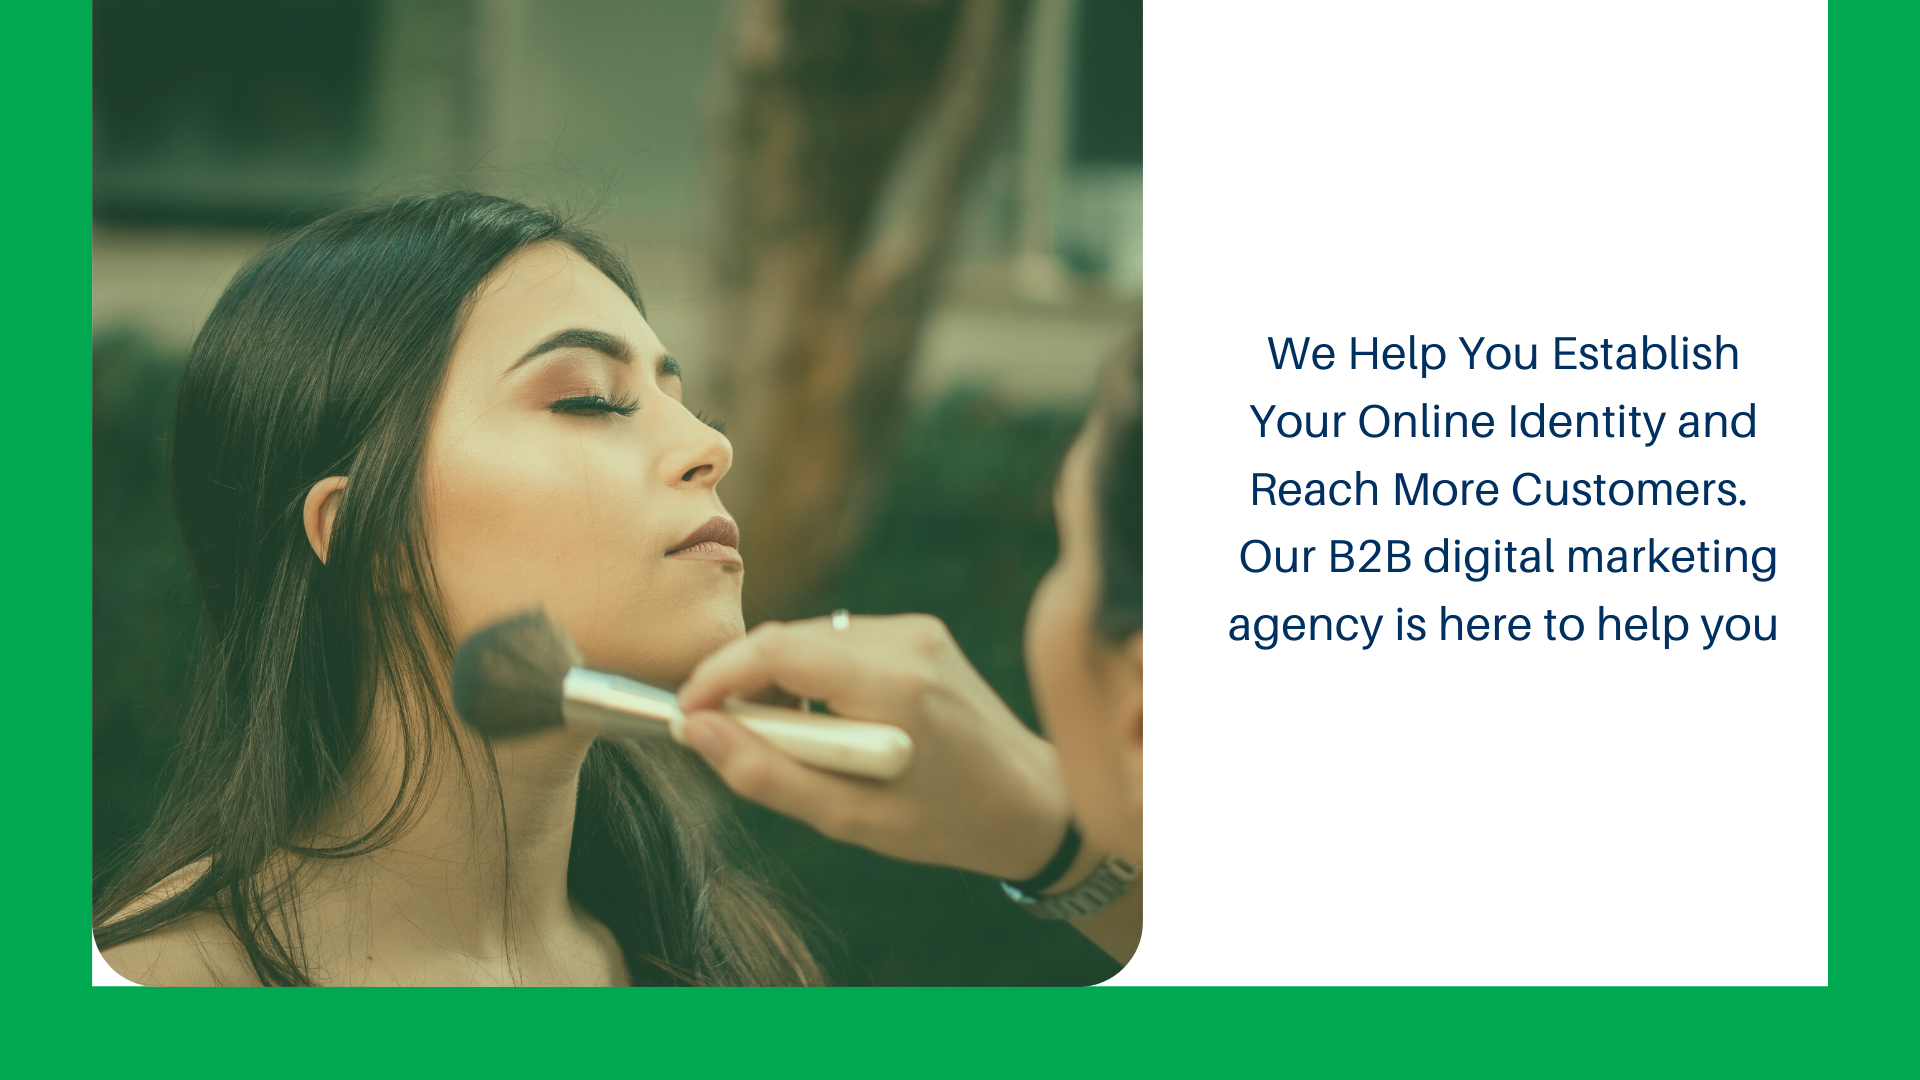 We Help You Establish
Your Online Identity and
Reach More Customers.
Our B2B digital marketing
agency is here to help you